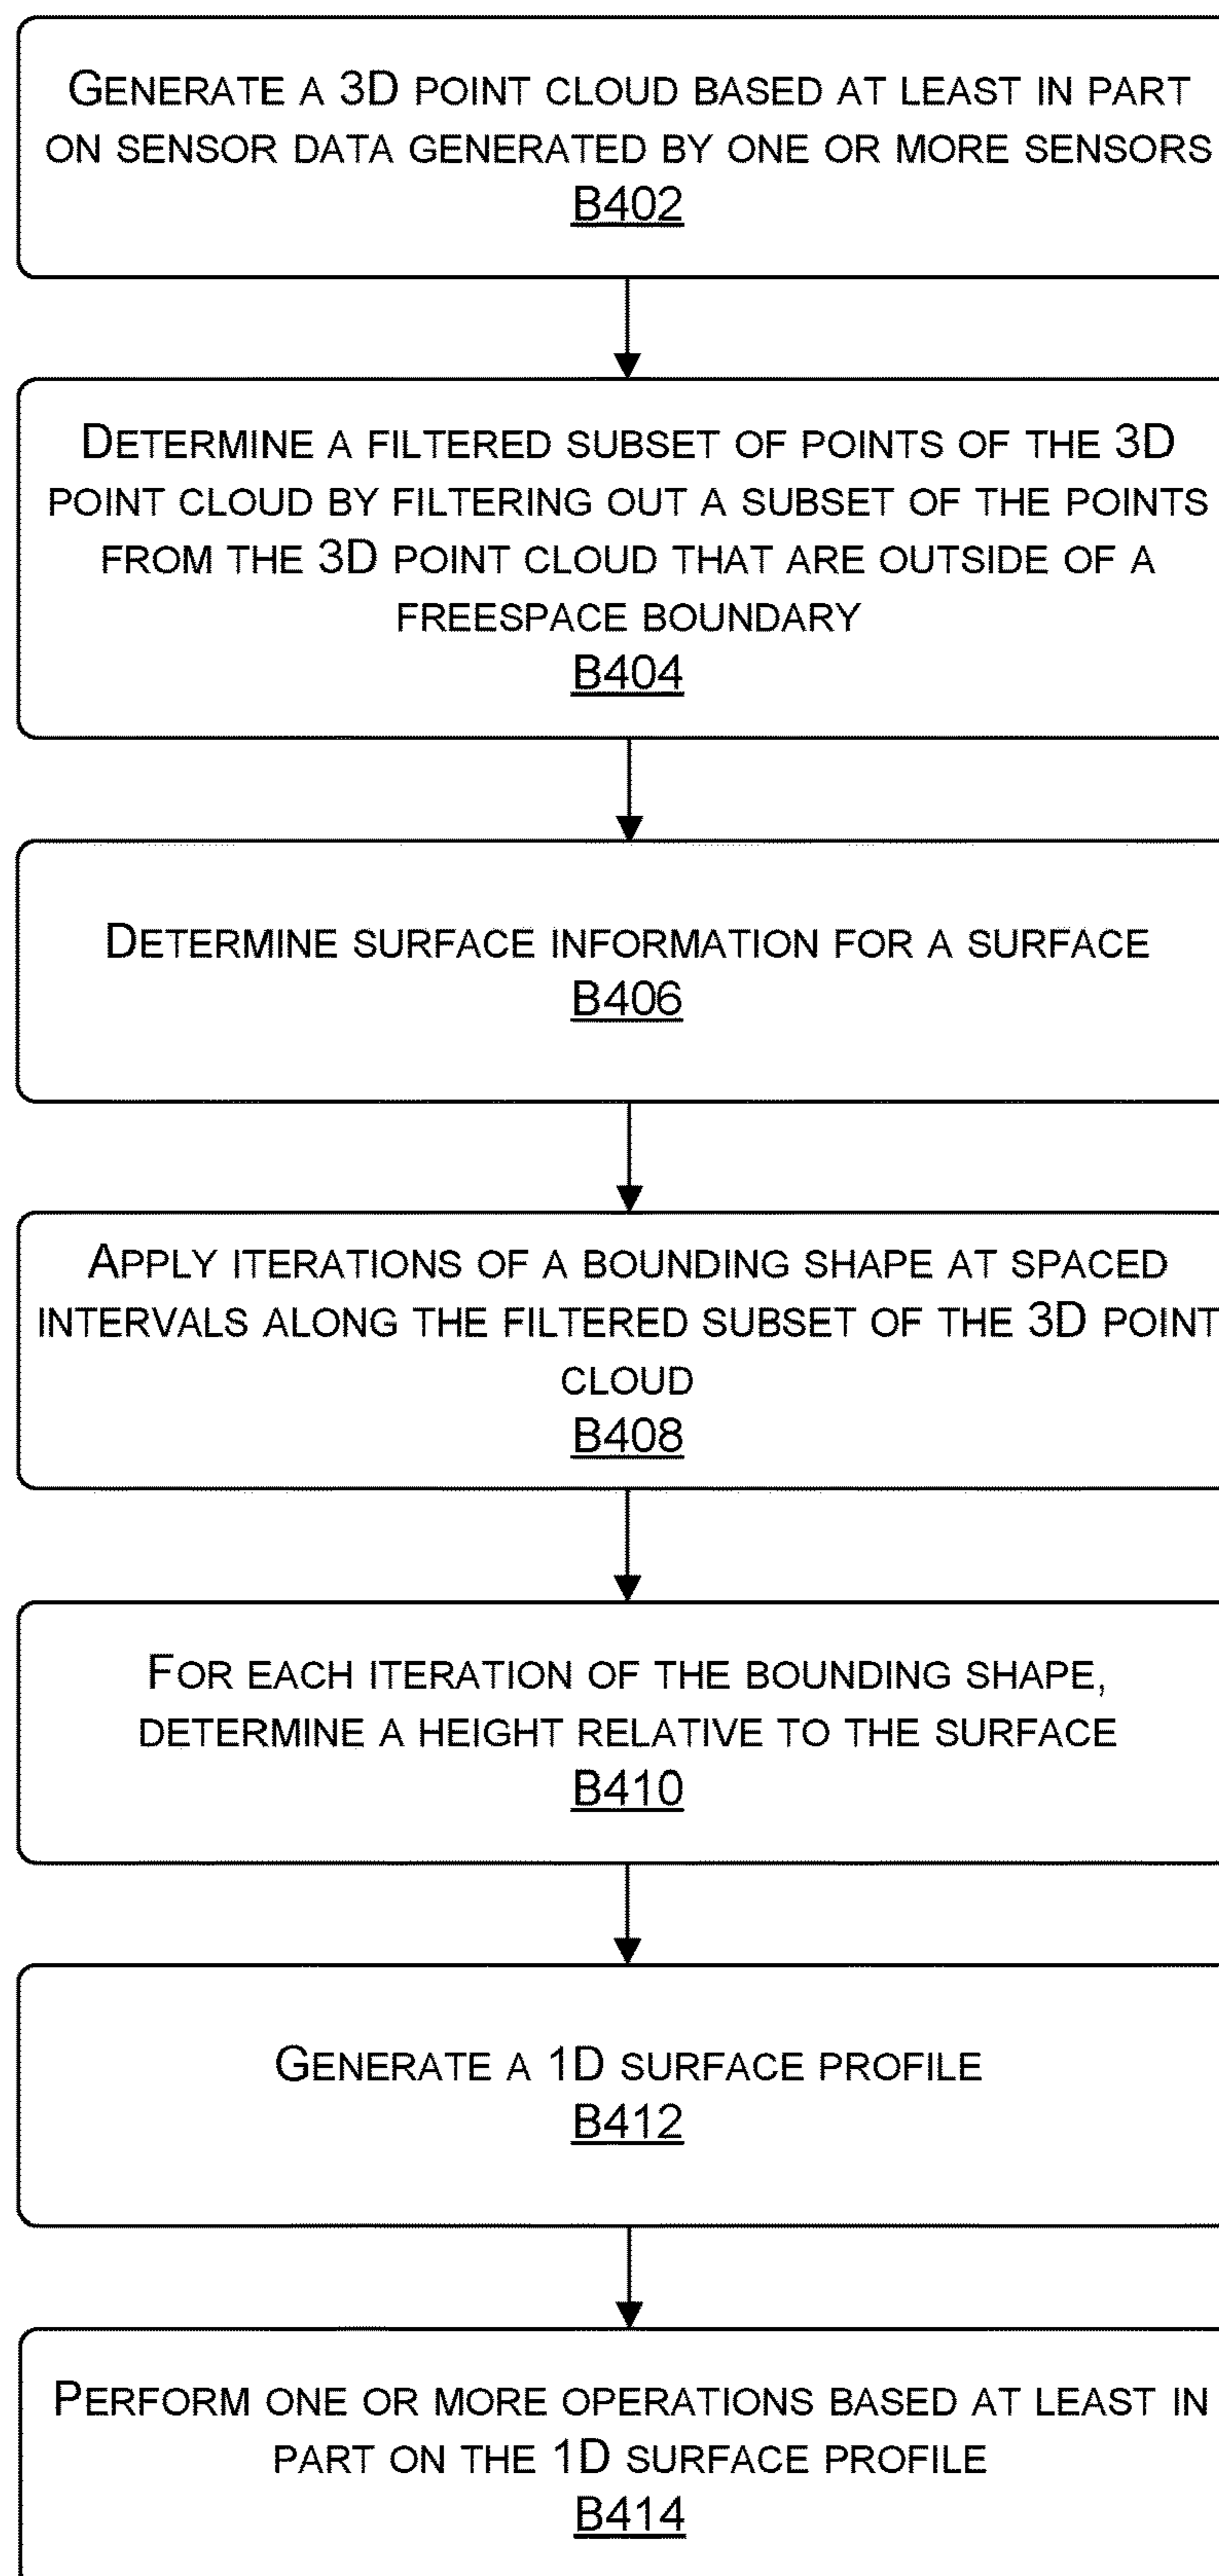 GENERATE A 3D POINT CLOUD BASED AT LEAST IN PART
ON SENSOR DATA GENERATED BY ONE OR MORE SENSORS
B402
DETERMINE A FILTERED SUBSET OF POINTS OF THE 3D
POINT CLOUD BY FILTERING OUT A SUBSET OF THE POINTS
FROM THE 3D POINT CLOUD THAT ARE OUTSIDE OF A
FREESPACE BOUNDARY
B404
DETERMINE SURFACE INFORMATION FOR A SURFACE
B406
APPLY ITERATIONS OF A BOUNDING SHAPE AT SPACED
INTERVALS ALONG THE FILTERED SUBSET OF THE 3D POINT
CLOUD
B408
FOR EACH ITERATION OF THE BOUNDING SHAPE,
DETERMINE A HEIGHT RELATIVE TO THE SURFACE
B410
GENERATE A 1D SURFACE PROFILE
B412
PERFORM ONE OR MORE OPERATIONS BASED AT LEAST IN
PART ON THE 1D SURFACE PROFILE
B414